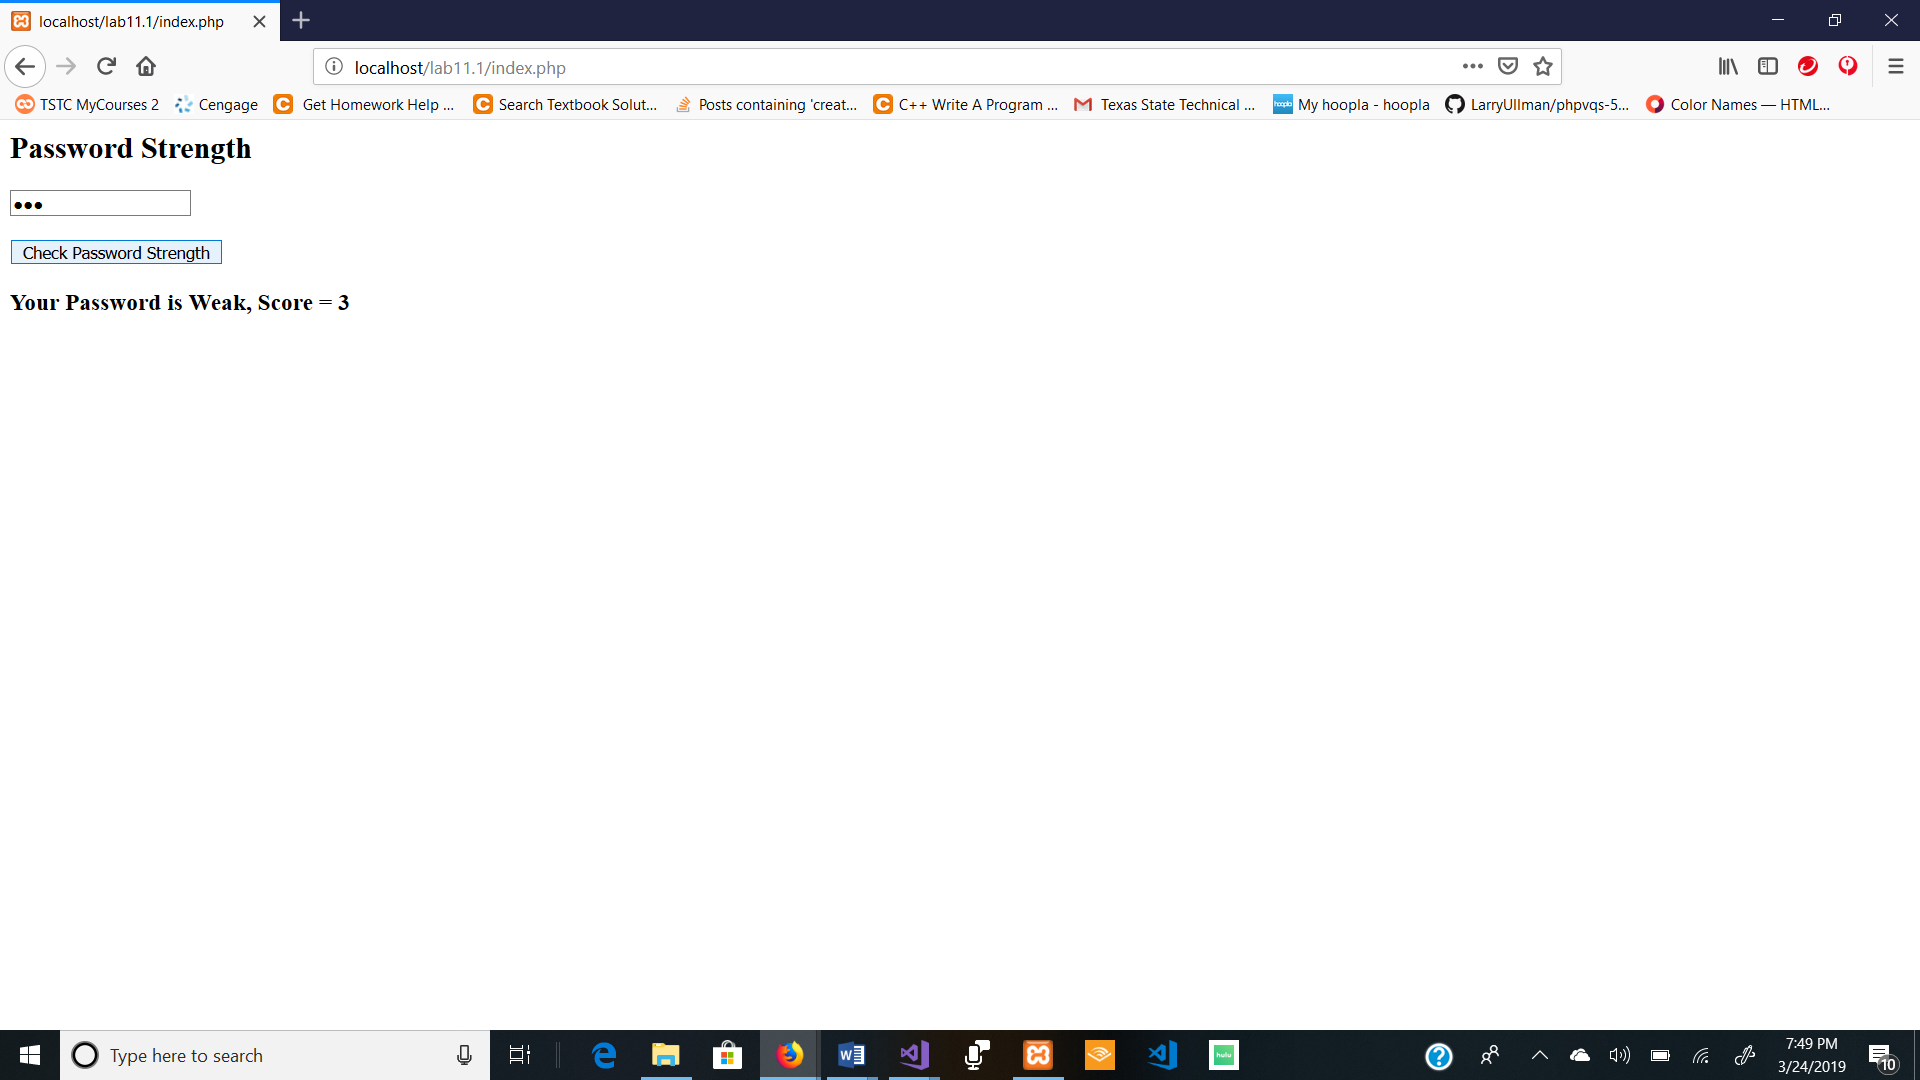 localhost/lab11.1/index.php
localhost/lab11.1/index.php
TSTC MyCourses 2 Cengage Get Homework Help ... Search Textbook Solut... Posts containing 'creat... C++ Write A Program ... Texas State Technical ... hoopla My hoopla - hoopla LarryUllman/phpvqs-5... Color Names — HTML...
Password Strength
•••
Check Password Strength
Your Password is Weak, Score = 3
Type here to search
hulu
7:49 PM
3/24/2019
10